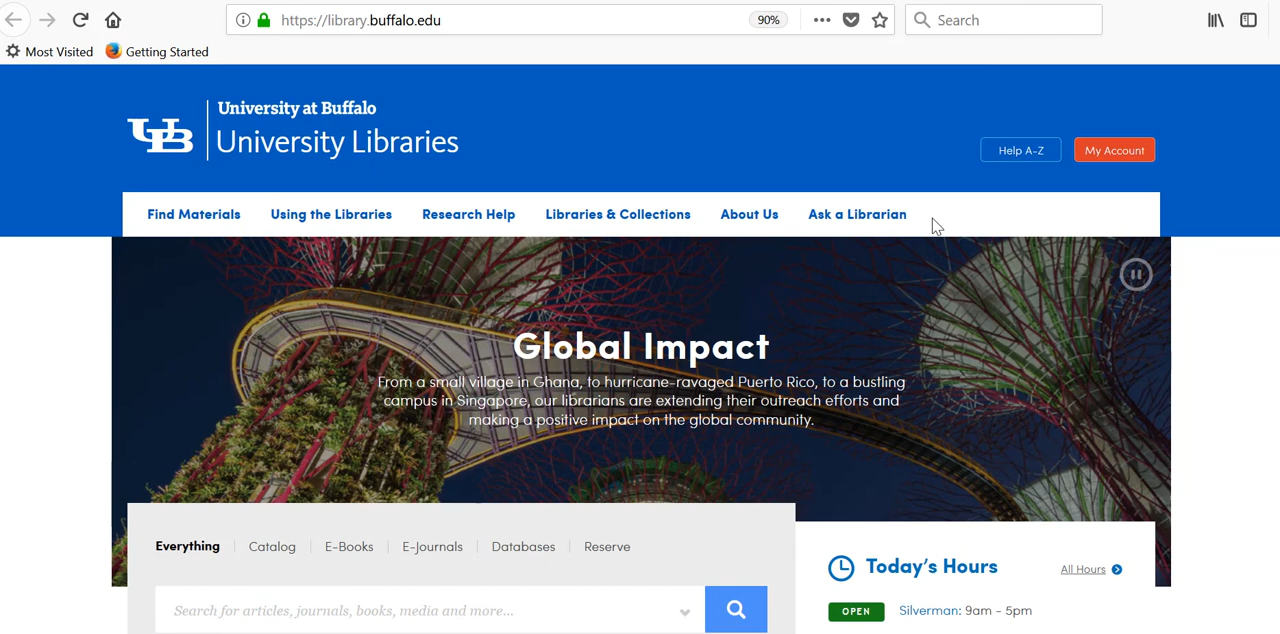 https://library.buffalo.edu 90% Search
Most Visited Getting Started
University at Buffalo
UB University Libraries
Help A-Z My Account
Find Materials Using the Libraries Research Help Libraries & Collections About Us Ask a Librarian
Global Impact
From a small village in Ghana, to hurricane-ravaged Puerto Rico, to a bustling
campus in Singapore, our librarians are extending their outreach efforts and
making a positive impact on the global community.
Everything Catalog E-Books E-Journals Databases Reserve
Today's Hours All Hours
Search for articles, journals, books, media and more...
OPEN Silverman: 9am - 5pm